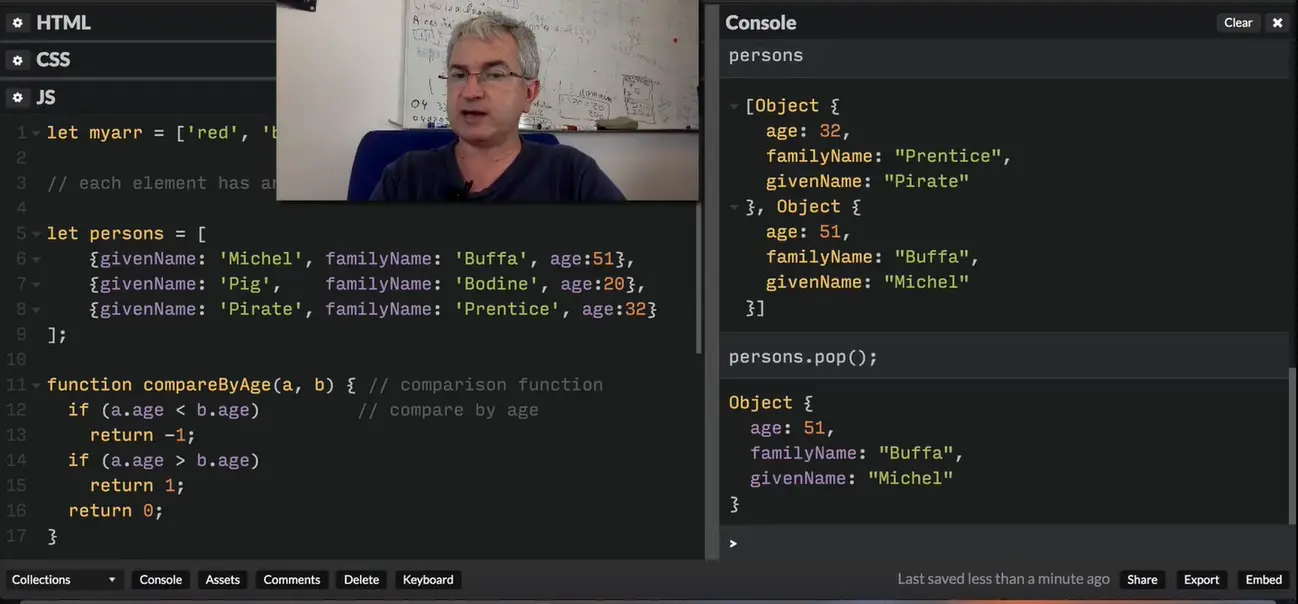 HTML
CSS
JS
1 let myarr = ['red', '
2
3 // each element has
4
5 let persons = [
6 {givenName: 'Michel', familyName: 'Buffa', age:51},
7 {givenName: 'Pig', familyName: 'Bodine', age:20},
8 {givenName: 'Pirate', familyName: 'Prentice', age:32}
9 ];
10
11 function compareByAge(a, b) { // comparison function
12 if (a.age < b.age) // compare by age
13 return -1;
14 if (a.age > b.age)
15 return 1;
16 return 0;
17 }
Console
Clear
persons
[Object {
age: 32,
familyName: "Prentice",
givenName: "Pirate"
}, Object {
age: 51,
familyName: "Buffa",
givenName: "Michel"
}]
persons.pop();
Object {
age: 51,
familyName: "Buffa",
givenName: "Michel"
}
>
Collections Console Assets Comments Delete Keyboard Last saved less than a minute ago Share Export Embed